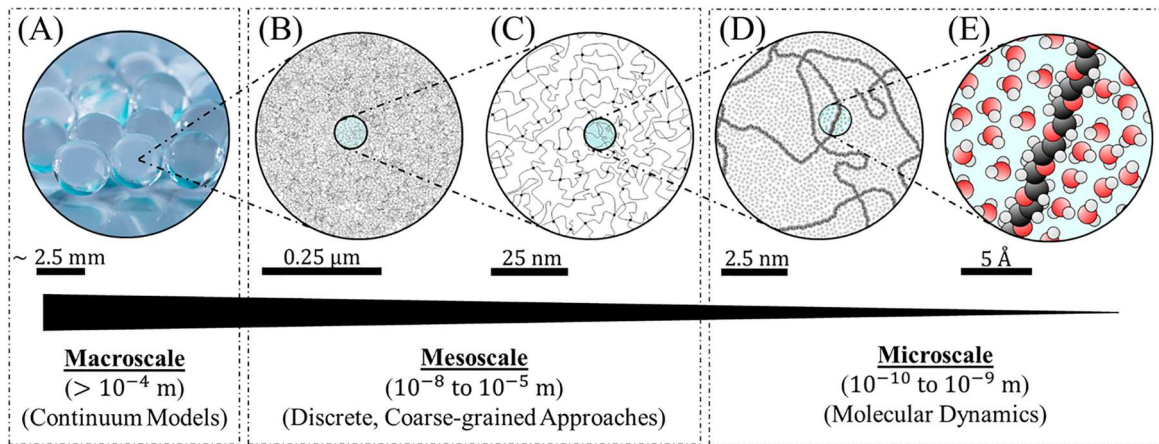 (A)
(B)
(C)
(D)
(E)
~ 2.5 mm
0.25 μm
25 nm
2.5 nm
5 Å
Macroscale
(> 10⁻⁴ m)
(Continuum Models)
Mesoscale
(10⁻⁸ to 10⁻⁵ m)
(Discrete, Coarse-grained Approaches)
Microscale
(10⁻¹⁰ to 10⁻⁹ m)
(Molecular Dynamics)